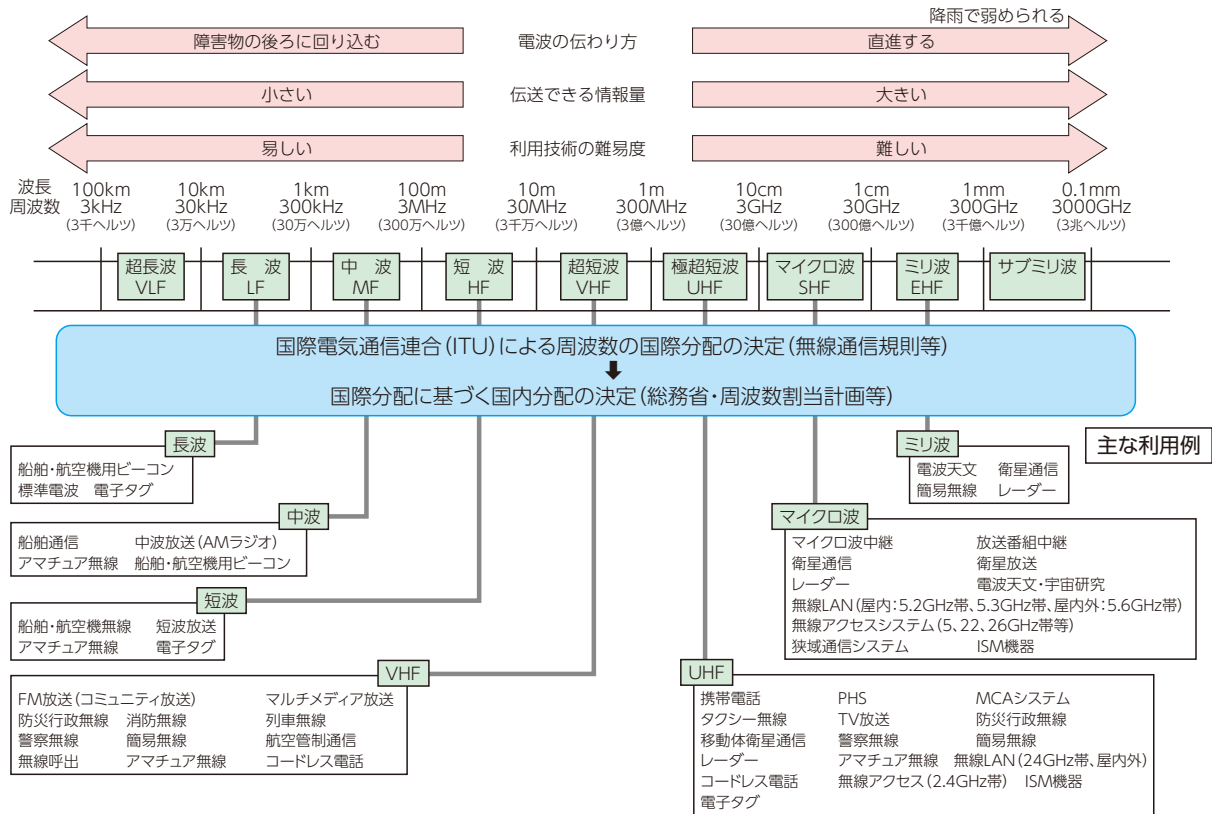 降雨で弱められる
障害物の後ろに回り込む 電波の伝わり方 直進する
小さい 伝送できる情報量 大きい
易しい 利用技術の難易度 難しい
波長 100km 10km 1km 100m 10m 1m 10cm 1cm 1mm 0.1mm
周波数 3kHz 30kHz 300kHz 3MHz 30MHz 300MHz 3GHz 30GHz 300GHz 3000GHz
(3千ヘルツ) (3万ヘルツ) (30万ヘルツ) (300万ヘルツ) (3千万ヘルツ) (3億ヘルツ) (30億ヘルツ) (300億ヘルツ) (3千億ヘルツ) (3兆ヘルツ)
超長波 長 波 中 波 短 波 超短波 極超短波 マイクロ波 ミリ波 サブミリ波
VLF LF MF HF VHF UHF SHF EHF
国際電気通信連合(ITU)による周波数の国際分配の決定(無線通信規則等)
国際分配に基づく国内分配の決定(総務省・周波数割当計画等)
主な利用例
長波
船舶・航空機用ビーコン
標準電波 電子タグ
中波
船舶通信 中波放送(AMラジオ)
アマチュア無線 船舶・航空機用ビーコン
短波
船舶・航空機無線 短波放送
アマチュア無線 電子タグ
VHF
FM放送(コミュニティ放送) マルチメディア放送
防災行政無線 消防無線 列車無線
警察無線 簡易無線 航空管制通信
無線呼出 アマチュア無線 コードレス電話
ミリ波
電波天文 衛星通信
簡易無線 レーダー
マイクロ波
マイクロ波中継 放送番組中継
衛星通信 衛星放送
レーダー 電波天文・宇宙研究
無線LAN(屋内:5.2GHz帯、5.3GHz帯、屋内外:5.6GHz帯)
無線アクセスシステム(5、22、26GHz帯等)
狭域通信システム ISM機器
UHF
携帯電話 PHS MCAシステム
タクシー無線 TV放送 防災行政無線
移動体衛星通信 警察無線 簡易無線
レーダー アマチュア無線 無線LAN(24GHz帯、屋内外)
コードレス電話 無線アクセス(2.4GHz帯) ISM機器
電子タグ